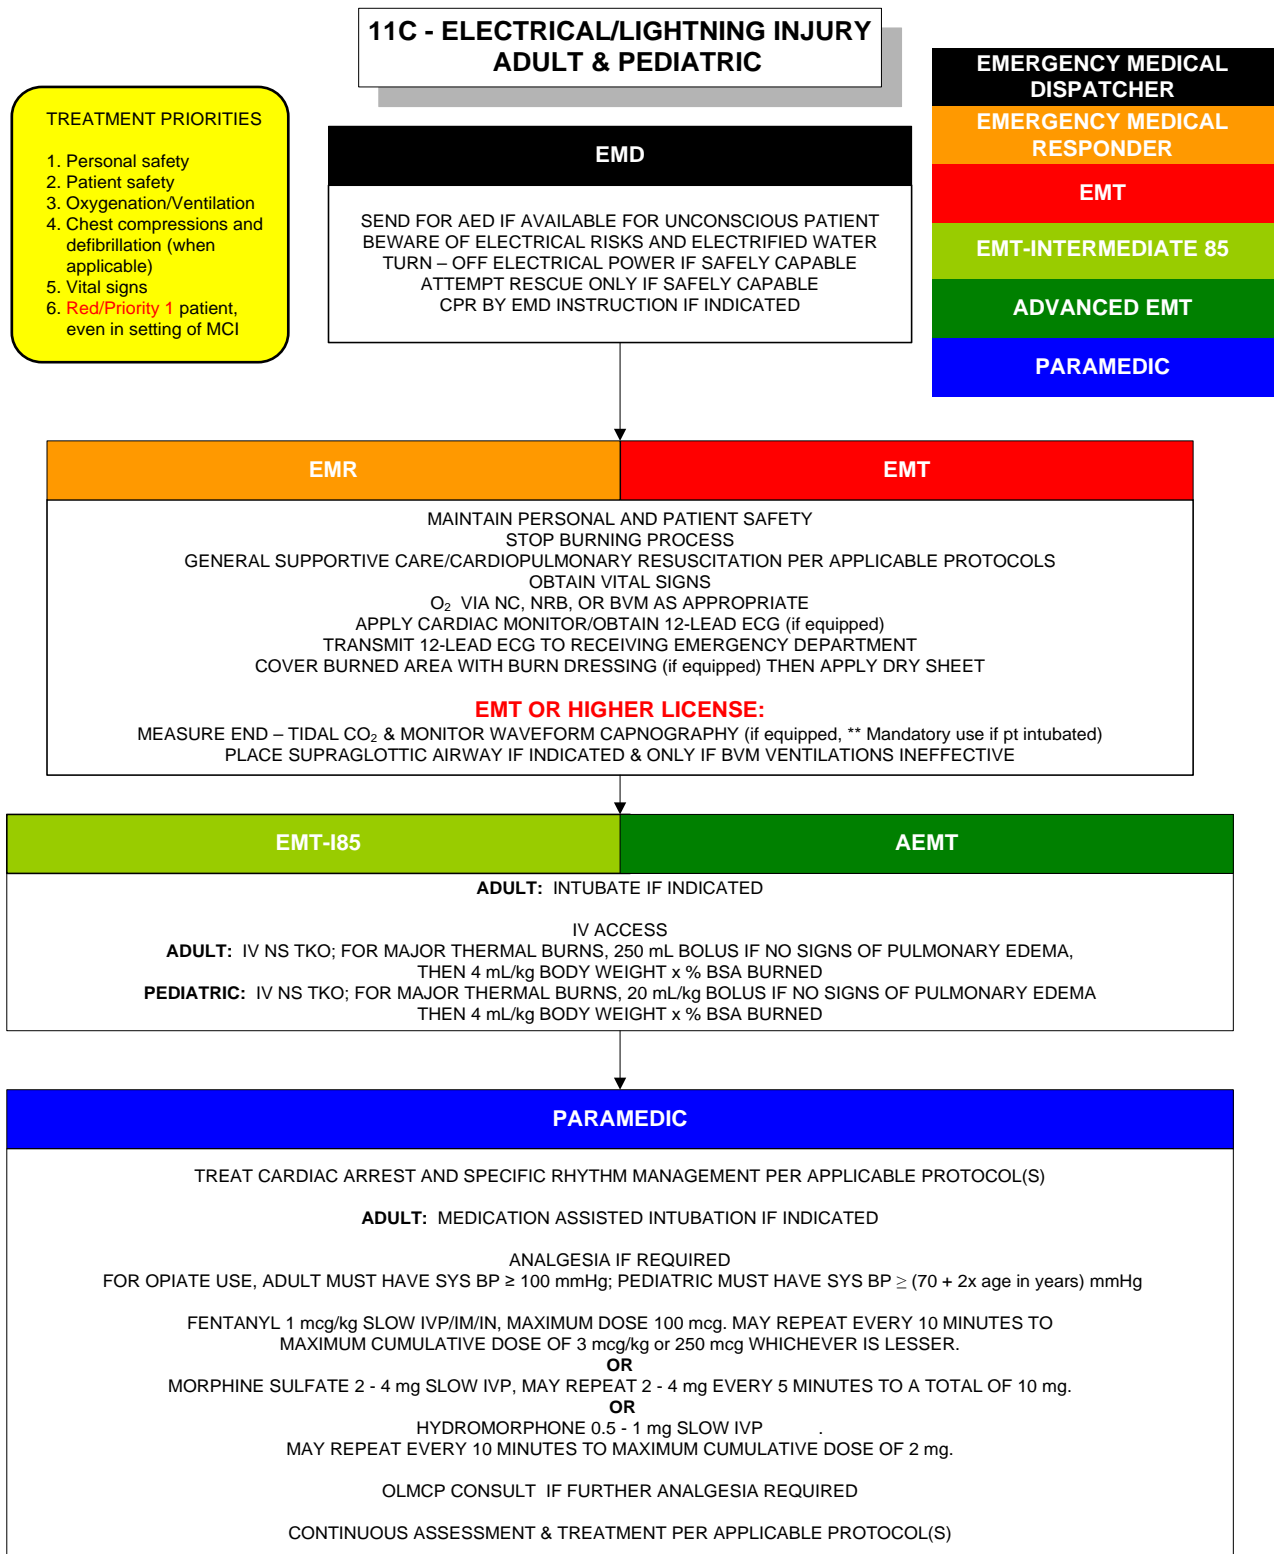 11C - ELECTRICAL/LIGHTNING INJURY
ADULT & PEDIATRIC
EMERGENCY MEDICAL
DISPATCHER
EMERGENCY MEDICAL
RESPONDER
EMT
EMT-INTERMEDIATE 85
ADVANCED EMT
PARAMEDIC
TREATMENT PRIORITIES
1. Personal safety
2. Patient safety
3. Oxygenation/Ventilation
4. Chest compressions and
defibrillation (when
applicable)
5. Vital signs
6. Red/Priority 1 patient,
even in setting of MCI
EMD
SEND FOR AED IF AVAILABLE FOR UNCONSCIOUS PATIENT
BEWARE OF ELECTRICAL RISKS AND ELECTRIFIED WATER
TURN – OFF ELECTRICAL POWER IF SAFELY CAPABLE
ATTEMPT RESCUE ONLY IF SAFELY CAPABLE
CPR BY EMD INSTRUCTION IF INDICATED
EMR
EMT
MAINTAIN PERSONAL AND PATIENT SAFETY
STOP BURNING PROCESS
GENERAL SUPPORTIVE CARE/CARDIOPULMONARY RESUSCITATION PER APPLICABLE PROTOCOLS
OBTAIN VITAL SIGNS
O₂ VIA NC, NRB, OR BVM AS APPROPRIATE
APPLY CARDIAC MONITOR/OBTAIN 12-LEAD ECG (if equipped)
TRANSMIT 12-LEAD ECG TO RECEIVING EMERGENCY DEPARTMENT
COVER BURNED AREA WITH BURN DRESSING (if equipped) THEN APPLY DRY SHEET
EMT OR HIGHER LICENSE:
MEASURE END – TIDAL CO₂ & MONITOR WAVEFORM CAPNOGRAPHY (if equipped, ** Mandatory use if pt intubated)
PLACE SUPRAGLOTTIC AIRWAY IF INDICATED & ONLY IF BVM VENTILATIONS INEFFECTIVE
EMT-I85
AEMT
ADULT: INTUBATE IF INDICATED
IV ACCESS
ADULT: IV NS TKO; FOR MAJOR THERMAL BURNS, 250 mL BOLUS IF NO SIGNS OF PULMONARY EDEMA,
THEN 4 mL/kg BODY WEIGHT x % BSA BURNED
PEDIATRIC: IV NS TKO; FOR MAJOR THERMAL BURNS, 20 mL/kg BOLUS IF NO SIGNS OF PULMONARY EDEMA
THEN 4 mL/kg BODY WEIGHT x % BSA BURNED
PARAMEDIC
TREAT CARDIAC ARREST AND SPECIFIC RHYTHM MANAGEMENT PER APPLICABLE PROTOCOL(S)
ADULT: MEDICATION ASSISTED INTUBATION IF INDICATED
ANALGESIA IF REQUIRED
FOR OPIATE USE, ADULT MUST HAVE SYS BP ≥ 100 mmHg; PEDIATRIC MUST HAVE SYS BP ≥ (70 + 2x age in years) mmHg
FENTANYL 1 mcg/kg SLOW IVP/IM/IN, MAXIMUM DOSE 100 mcg. MAY REPEAT EVERY 10 MINUTES TO
MAXIMUM CUMULATIVE DOSE OF 3 mcg/kg or 250 mcg WHICHEVER IS LESSER.
OR
MORPHINE SULFATE 2 - 4 mg SLOW IVP, MAY REPEAT 2 - 4 mg EVERY 5 MINUTES TO A TOTAL OF 10 mg.
OR
HYDROMORPHONE 0.5 - 1 mg SLOW IVP .
MAY REPEAT EVERY 10 MINUTES TO MAXIMUM CUMULATIVE DOSE OF 2 mg.
OLMCP CONSULT IF FURTHER ANALGESIA REQUIRED
CONTINUOUS ASSESSMENT & TREATMENT PER APPLICABLE PROTOCOL(S)